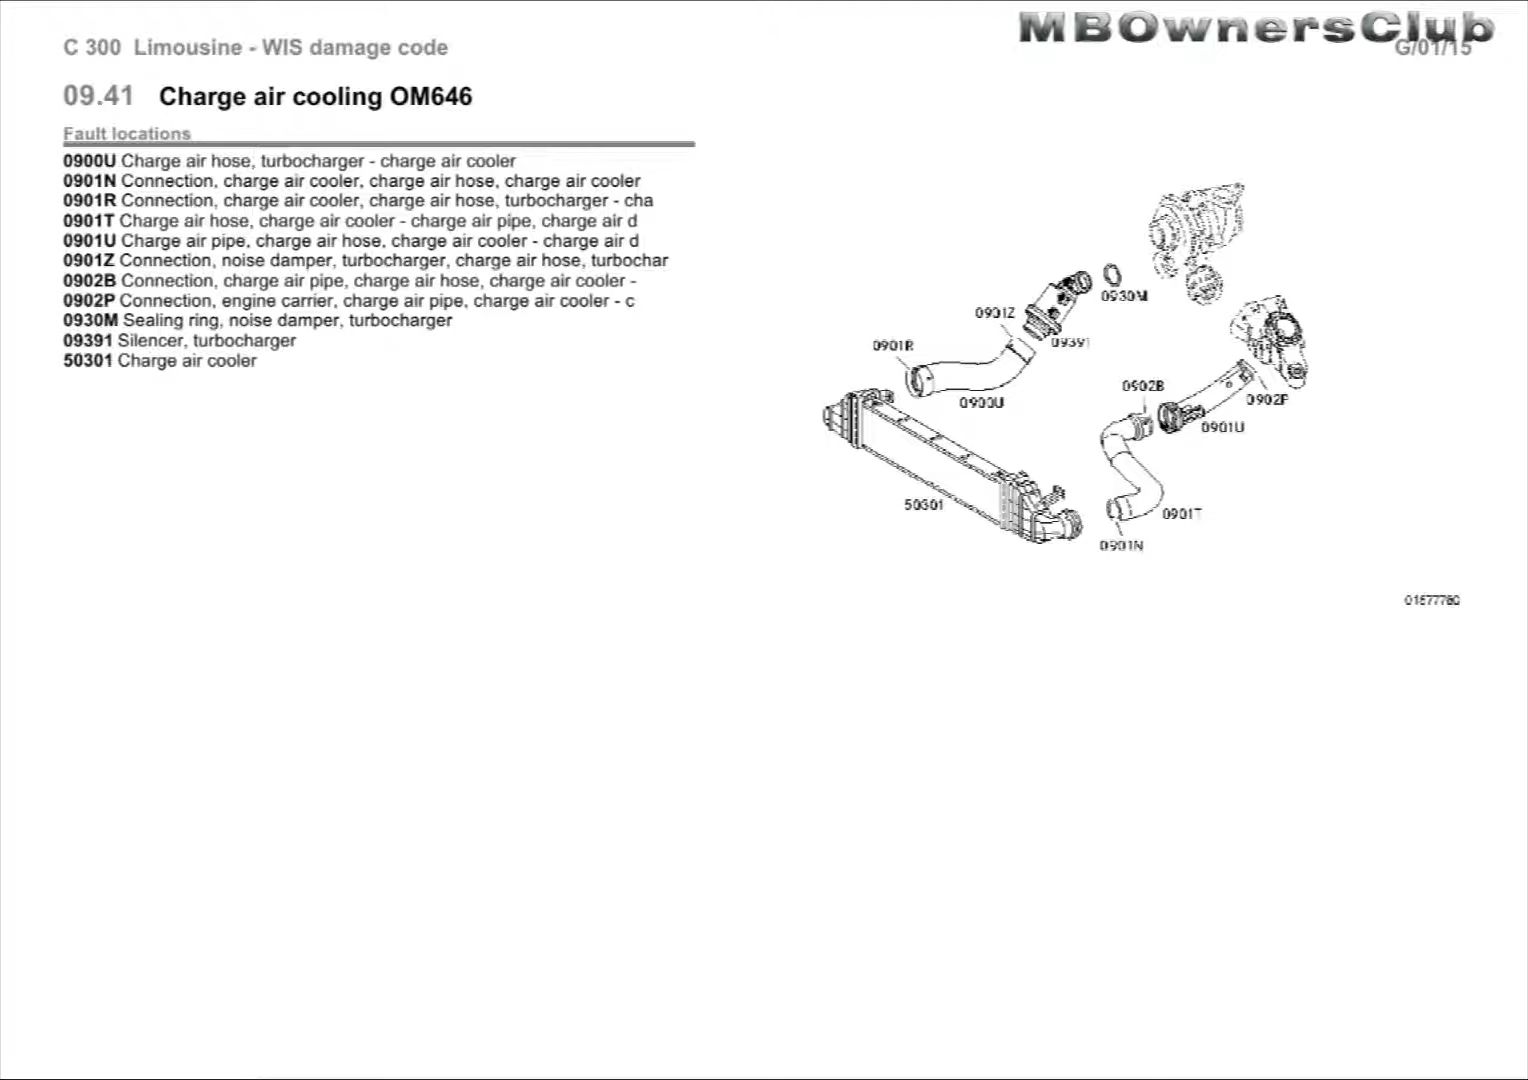 MBOwnersClub
C 300 Limousine - WIS damage code
G/01/15
09.41 Charge air cooling OM646
Fault locations
0900U Charge air hose, turbocharger - charge air cooler
0901N Connection, charge air cooler, charge air hose, charge air cooler
0901R Connection, charge air cooler, charge air hose, turbocharger - cha
0901T Charge air hose, charge air cooler - charge air pipe, charge air d
0901U Charge air pipe, charge air hose, charge air cooler - charge air d
0901Z Connection, noise damper, turbocharger, charge air hose, turbochar
0902B Connection, charge air pipe, charge air hose, charge air cooler -
0902P Connection, engine carrier, charge air pipe, charge air cooler - c
0930M Sealing ring, noise damper, turbocharger
09391 Silencer, turbocharger
50301 Charge air cooler
0930M
0901Z
09391
0901R
0900U
0902B
0902P
0901U
50301
0901T
0901N